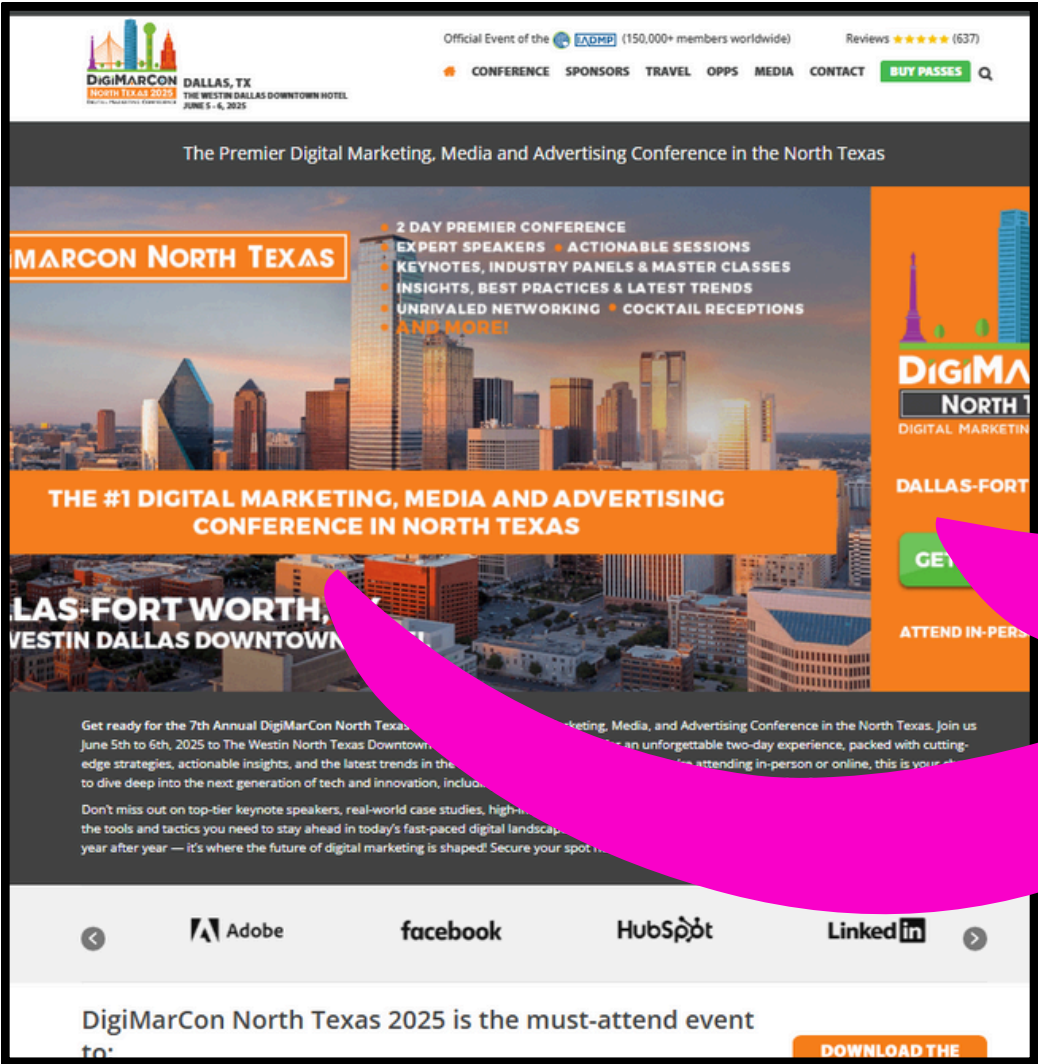 Official Event of the IADMP (150,000+ members worldwide) Reviews ★★★★★ (637)
CONFERENCE SPONSORS TRAVEL OPPS MEDIA CONTACT BUY PASSES
DIGIMARCON
NORTH TEXAS 2025
DIGITAL MARKETING CONFERENCE
DALLAS, TX
THE WESTIN DALLAS DOWNTOWN HOTEL
JUNE 5 - 6, 2025
The Premier Digital Marketing, Media and Advertising Conference in the North Texas
IMARCON NORTH TEXAS
• 2 DAY PREMIER CONFERENCE
• EXPERT SPEAKERS • ACTIONABLE SESSIONS
• KEYNOTES, INDUSTRY PANELS & MASTER CLASSES
• INSIGHTS, BEST PRACTICES & LATEST TRENDS
• UNRIVALED NETWORKING • COCKTAIL RECEPTIONS
• AND MORE!
THE #1 DIGITAL MARKETING, MEDIA AND ADVERTISING
CONFERENCE IN NORTH TEXAS
LAS-FORT WORTH,
WESTIN DALLAS DOWNTOWN
DIGIMA
NORTH T
DIGITAL MARKETIN
DALLAS-FORT
GE
ATTEND IN-PERS
Get ready for the 7th Annual DigiMarCon North Texas keting, Media, and Advertising Conference in the North Texas. Join us
June 5th to 6th, 2025 to The Westin North Texas Downtown an unforgettable two-day experience, packed with cutting-
edge strategies, actionable insights, and the latest trends in the attending in-person or online, this is your
to dive deep into the next generation of tech and innovation,
Don't miss out on top-tier keynote speakers, real-world case studies,
the tools and tactics you need to stay ahead in today's fast-paced digital
year after year — it's where the future of digital marketing is shaped! Secure your spot
Adobe
facebook
HubSpot
Linked in
DigiMarCon North Texas 2025 is the must-attend event
to:
DOWNLOAD THE